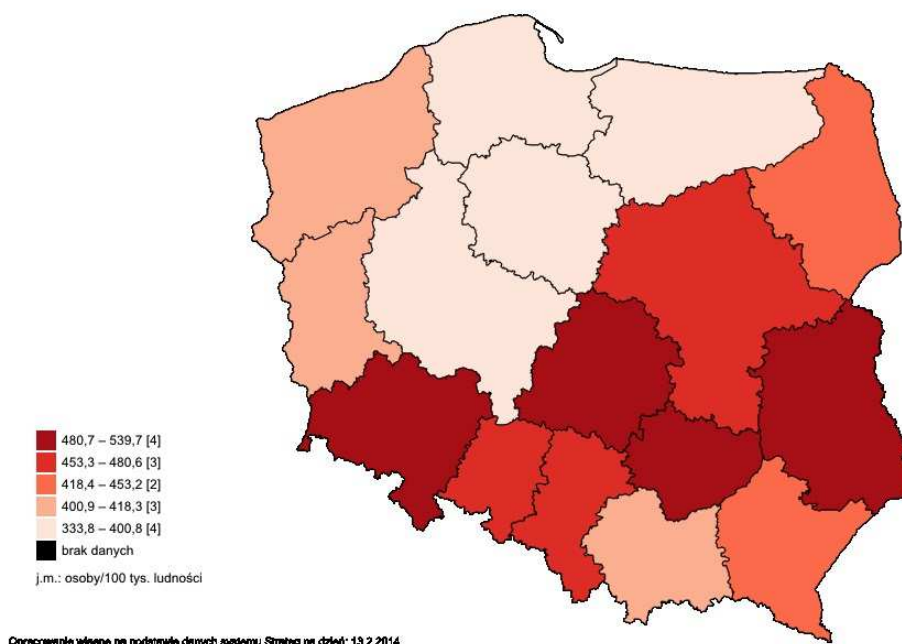 480,7 – 539,7 [4]
453,3 – 480,6 [3]
418,4 – 453,2 [2]
400,9 – 418,3 [3]
333,8 – 400,8 [4]
brak danych
j.m.: osoby/100 tys. ludności
Opracowanie własne na podstawie danych systemu Strateg na dzień: 13.2.2014